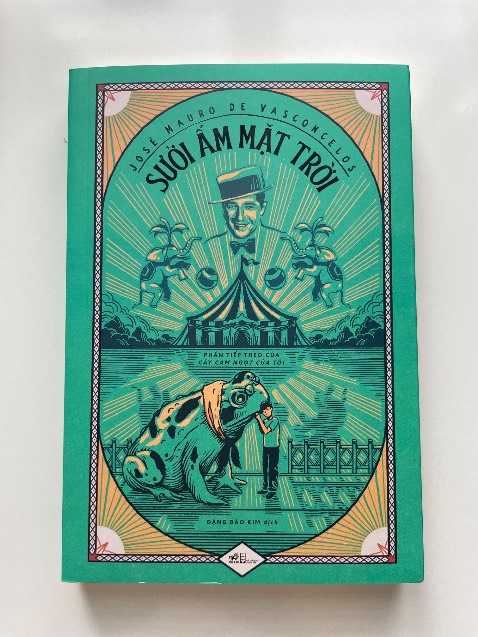 JOSÉ MAURO DE VASCONCELOS
SƯỞI ẤM MẶT TRỜI
PHẦN TIẾP THEO CỦA
CÂY CAM NGỌT CỦA TÔI
ĐẶNG BẢO KIM dịch